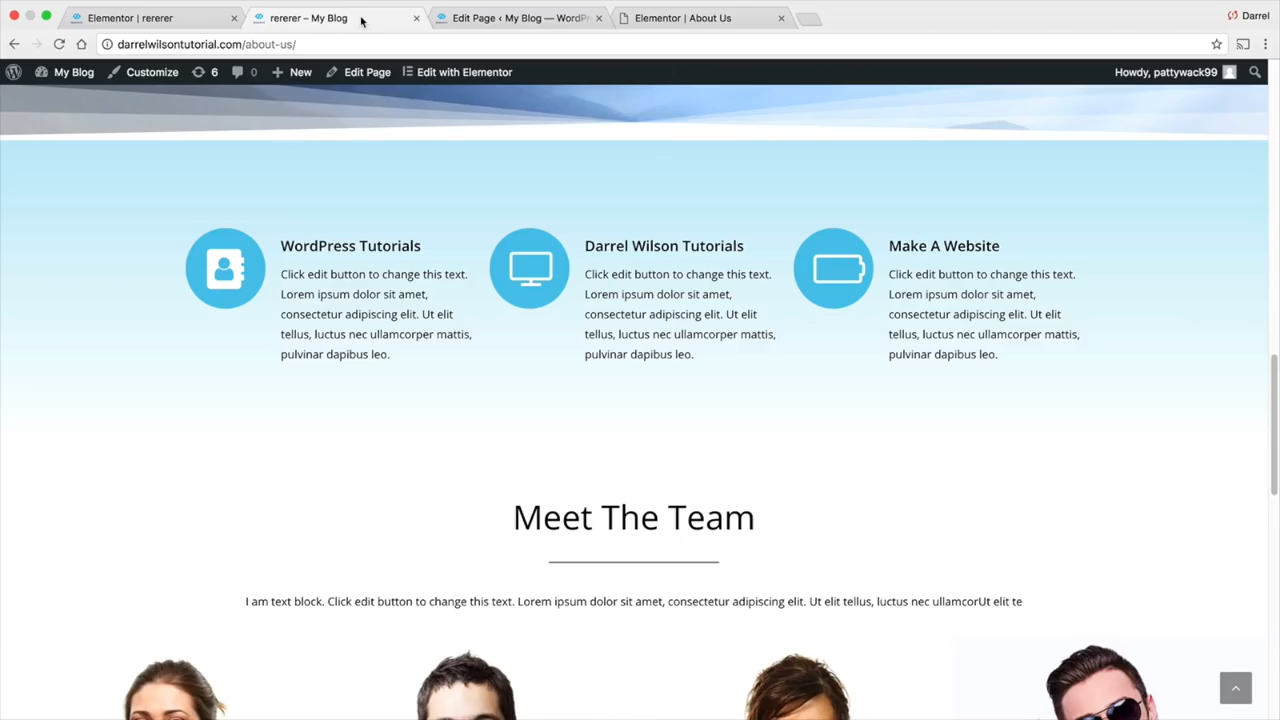 Elementor | rererer
rererer – My Blog
Edit Page ‹ My Blog — WordPr
Elementor | About Us
Darrel
darrelwilsontutorial.com/about-us/
My Blog
Customize
6
0
New
Edit Page
Edit with Elementor
Howdy, pattywack99
WordPress Tutorials
Click edit button to change this text.
Lorem ipsum dolor sit amet,
consectetur adipiscing elit. Ut elit
tellus, luctus nec ullamcorper mattis,
pulvinar dapibus leo.
Darrel Wilson Tutorials
Click edit button to change this text.
Lorem ipsum dolor sit amet,
consectetur adipiscing elit. Ut elit
tellus, luctus nec ullamcorper mattis,
pulvinar dapibus leo.
Make A Website
Click edit button to change this text.
Lorem ipsum dolor sit amet,
consectetur adipiscing elit. Ut elit
tellus, luctus nec ullamcorper mattis,
pulvinar dapibus leo.
Meet The Team
I am text block. Click edit button to change this text. Lorem ipsum dolor sit amet, consectetur adipiscing elit. Ut elit tellus, luctus nec ullamcorUt elit te